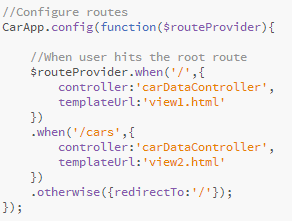 //Configure routes
CarApp.config(function($routeProvider){
//When user hits the root route
$routeProvider.when('/',{
controller:'carDataController',
templateUrl:'view1.html'
})
.when('/cars',{
controller:'carDataController',
templateUrl:'view2.html'
})
.otherwise({redirectTo:'/'});
});